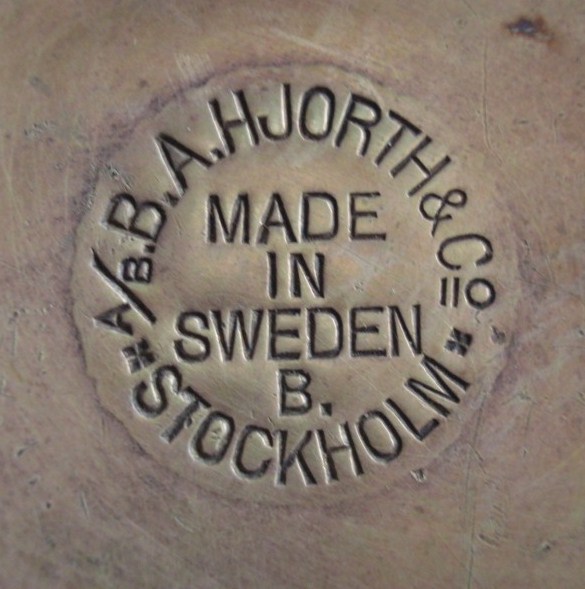 A/B. B.A.HJORTH & Co
MADE
IN
SWEDEN
B.
STOCKHOLM